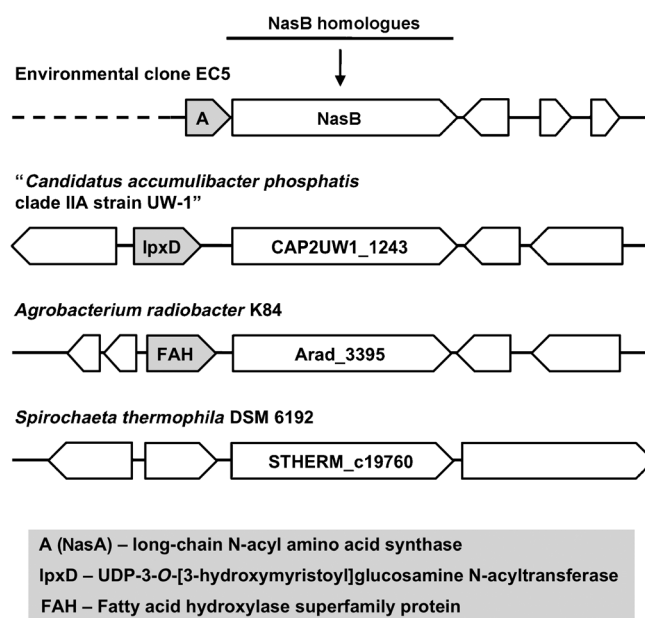 NasB homologues
Environmental clone EC5
A
NasB
“Candidatus accumulibacter phosphatis
clade IIA strain UW-1”
lpxD
CAP2UW1_1243
Agrobacterium radiobacter K84
FAH
Arad_3395
Spirochaeta thermophila DSM 6192
STHERM_c19760
A (NasA) – long-chain N-acyl amino acid synthase
lpxD – UDP-3-O-[3-hydroxymyristoyl]glucosamine N-acyltransferase
FAH – Fatty acid hydroxylase superfamily protein